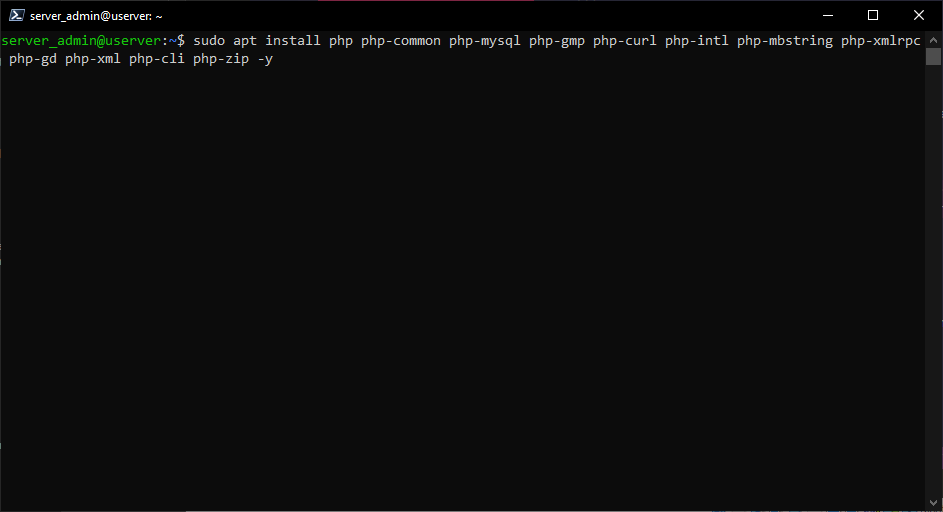 server_admin@userver: ~
server_admin@userver:~$ sudo apt install php php-common php-mysql php-gmp php-curl php-intl php-mbstring php-xmlrpc
php-gd php-xml php-cli php-zip -y